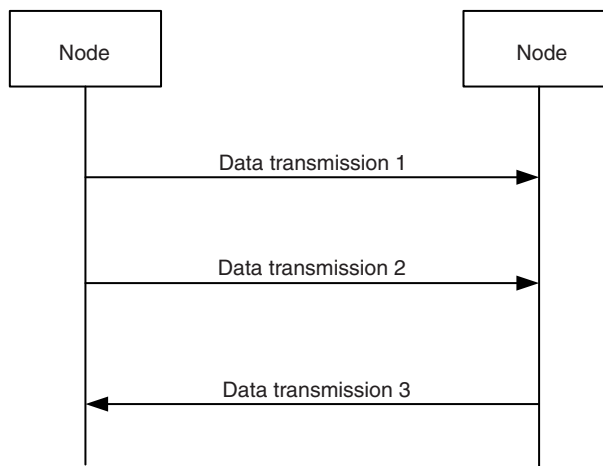 Node
Node
Data transmission 1
Data transmission 2
Data transmission 3